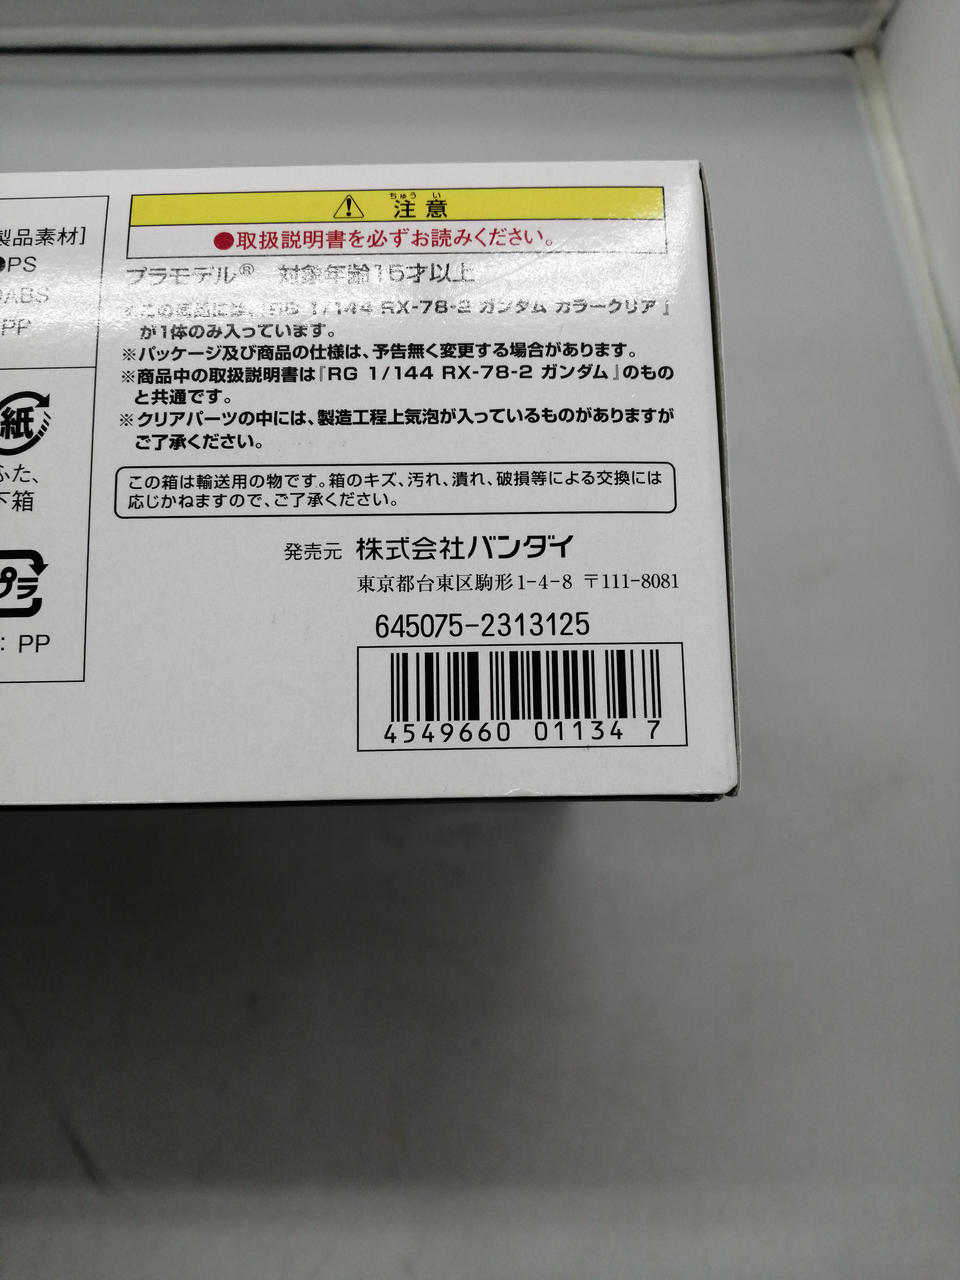 製品素材]
●PS
●ABS
PP
紙
ふた、
下箱
プラ
: PP
ちゅう い
注意
●取扱説明書を必ずお読みください。
プラモデル® 対象年齢15才以上
※この商品には、『RG 1/144 RX-78-2 ガンダム カラークリア』
が1体のみ入っています。
※パッケージ及び商品の仕様は、予告無く変更する場合があります。
※商品中の取扱説明書は『RG 1/144 RX-78-2 ガンダム』のもの
と共通です。
※クリアパーツの中には、製造工程上気泡が入っているものがありますが
ご了承ください。
この箱は輸送用の物です。箱のキズ、汚れ、潰れ、破損等による交換には
応じかねますので、ご了承ください。
発売元 株式会社バンダイ
東京都台東区駒形1-4-8 〒111-8081
645075-2313125
4549660 01134 7